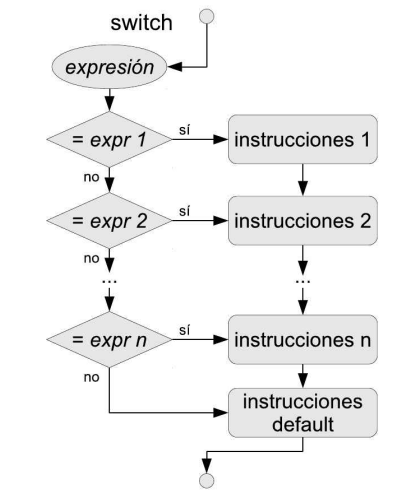 switch
expresión
= expr 1
sí
instrucciones 1
no
= expr 2
sí
instrucciones 2
no
...
...
= expr n
sí
instrucciones n
no
instrucciones
default